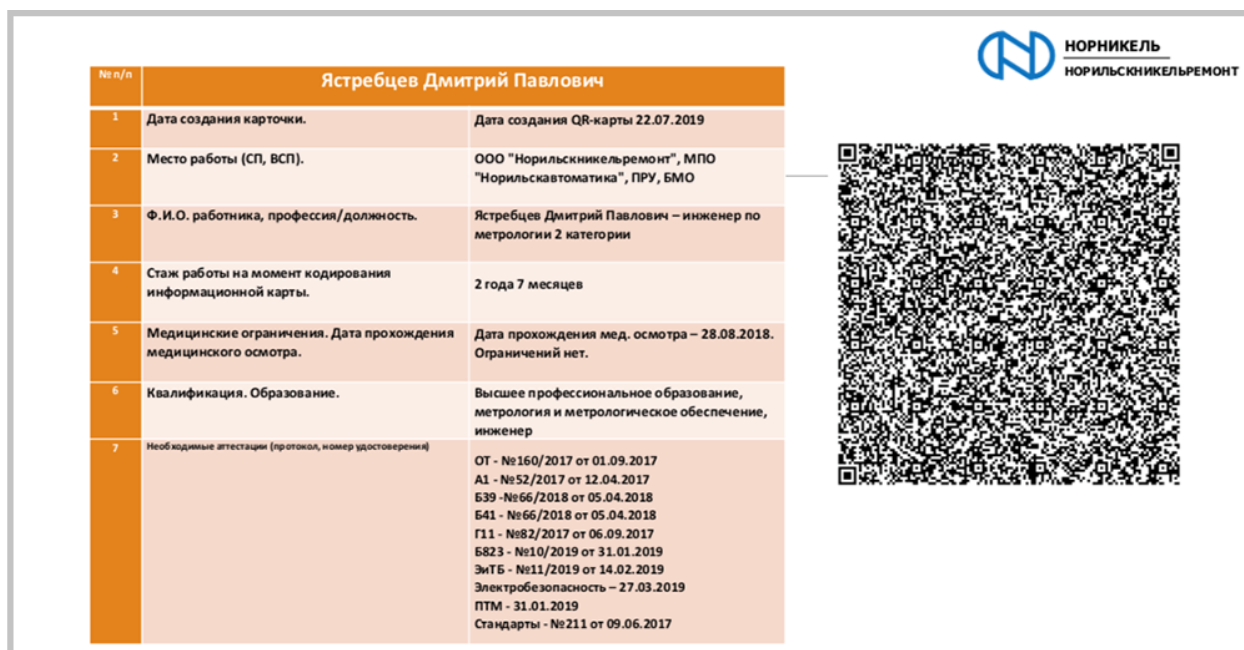 НОРНИКЕЛЬ
НОРИЛЬСКНИКЕЛЬРЕМОНТ
№ п/п
Ястребцев Дмитрий Павлович
1
Дата создания карточки.
Дата создания QR-карты 22.07.2019
2
Место работы (СП, ВСП).
ООО "Норильскникельремонт", МПО
"Норильскавтоматика", ПРУ, БМО
3
Ф.И.О. работника, профессия/должность.
Ястребцев Дмитрий Павлович – инженер по
метрологии 2 категории
4
Стаж работы на момент кодирования
информационной карты.
2 года 7 месяцев
5
Медицинские ограничения. Дата прохождения
медицинского осмотра.
Дата прохождения мед. осмотра – 28.08.2018.
Ограничений нет.
6
Квалификация. Образование.
Высшее профессиональное образование,
метрология и метрологическое обеспечение,
инженер
7
Необходимые аттестации (протокол, номер удостоверения)
ОТ - №160/2017 от 01.09.2017
А1 - №52/2017 от 12.04.2017
Б39 -№66/2018 от 05.04.2018
Б41 - №66/2018 от 05.04.2018
Г11 - №82/2017 от 06.09.2017
Б823 - №10/2019 от 31.01.2019
ЭиТБ - №11/2019 от 14.02.2019
Электробезопасность – 27.03.2019
ПТМ - 31.01.2019
Стандарты - №211 от 09.06.2017